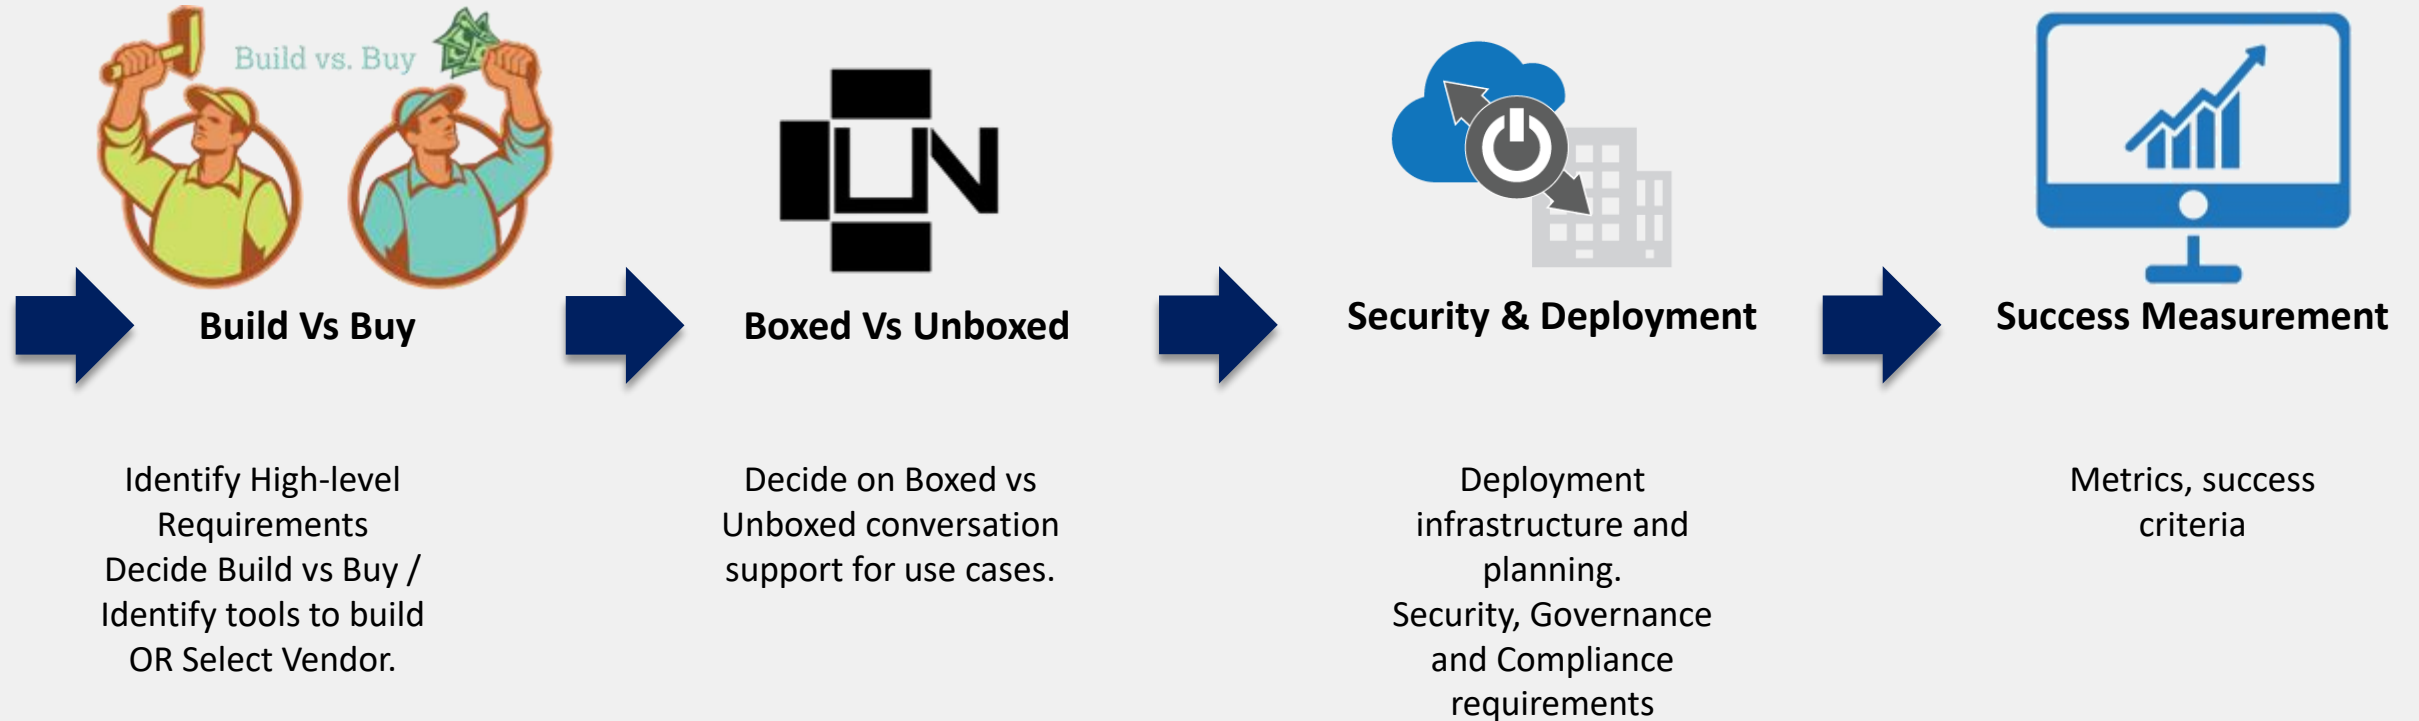 Build vs. Buy
UN
Build Vs Buy
Boxed Vs Unboxed
Security & Deployment
Success Measurement
Identify High-level
Requirements
Decide Build vs Buy /
Identify tools to build
OR Select Vendor.
Decide on Boxed vs
Unboxed conversation
support for use cases.
Deployment
infrastructure and
planning.
Security, Governance
and Compliance
requirements
Metrics, success
criteria